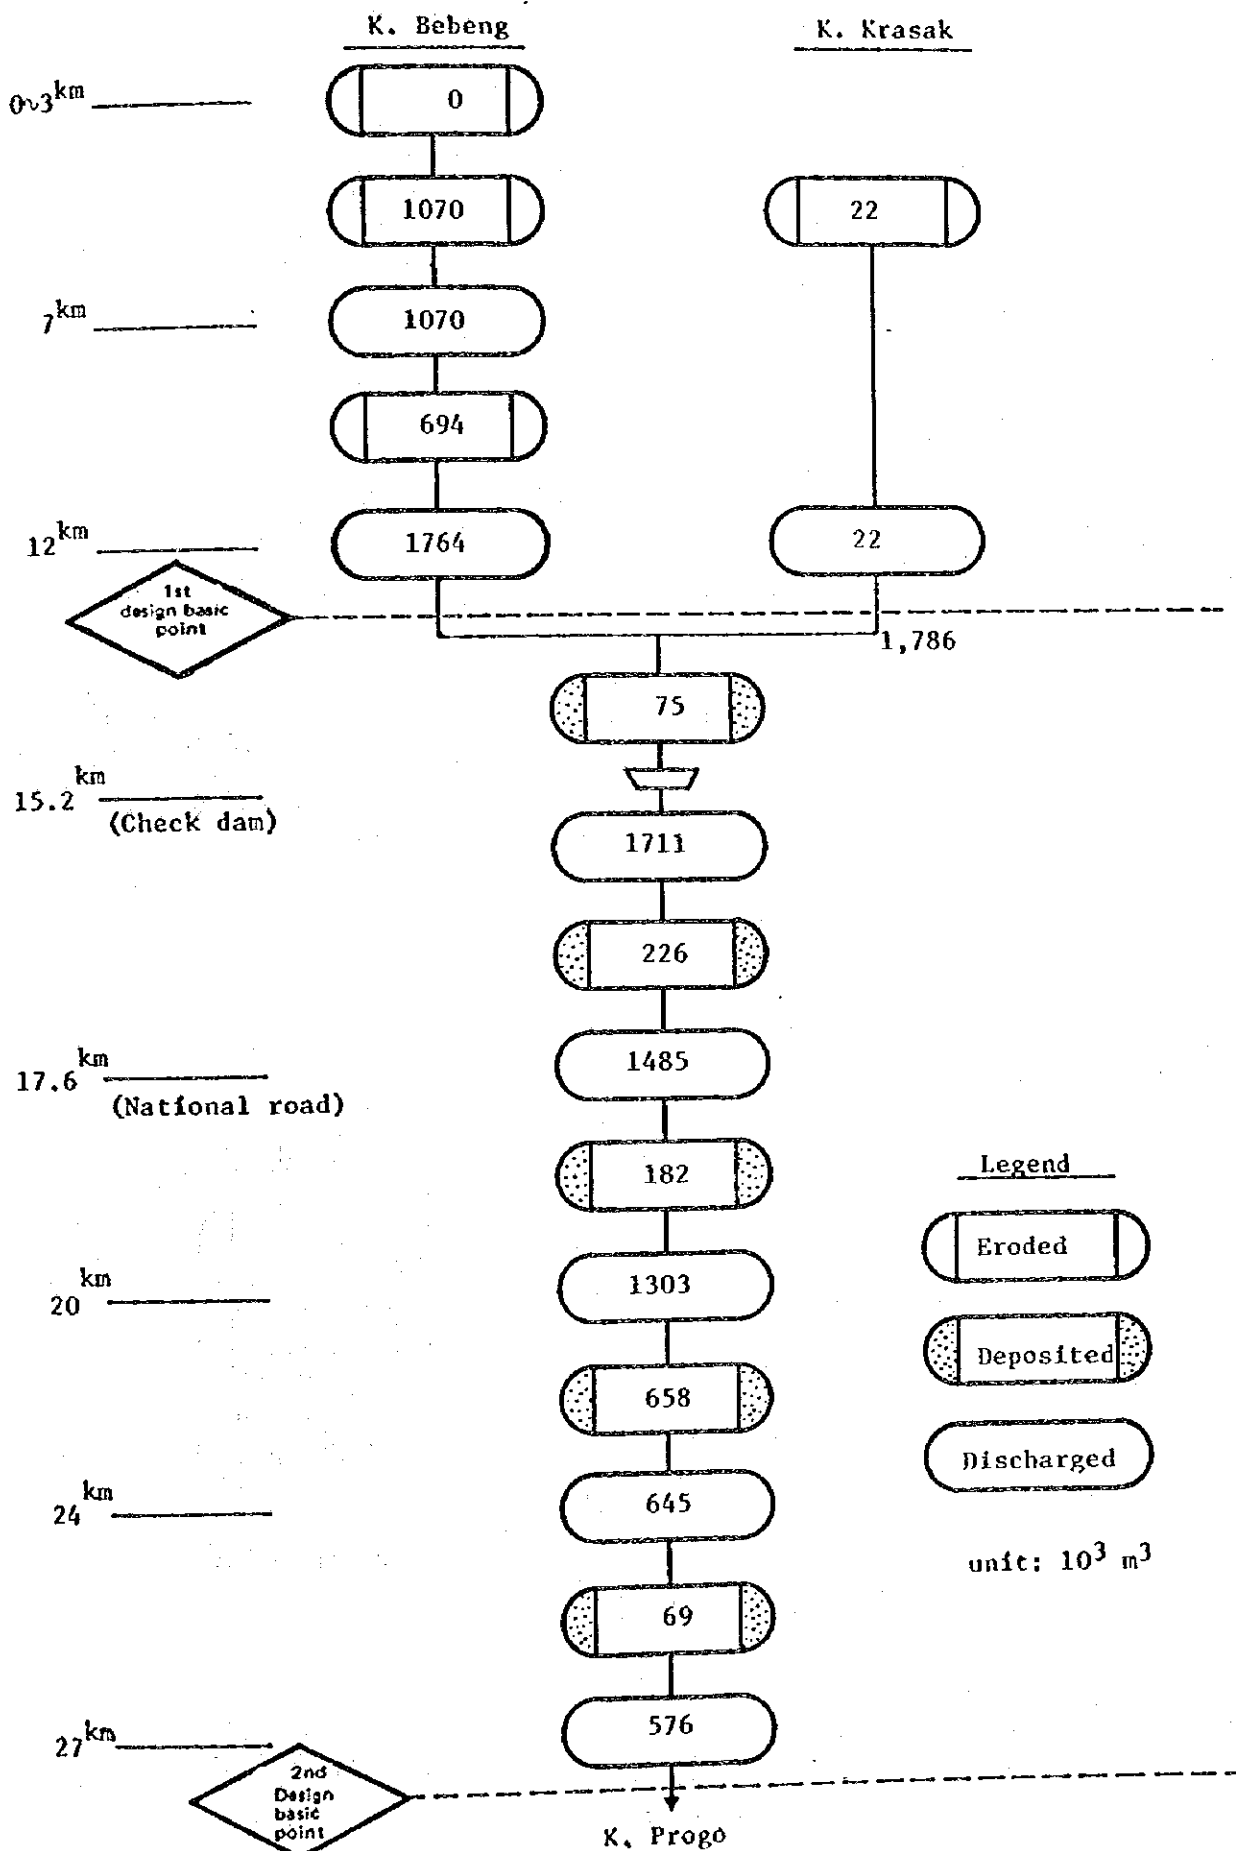 K. Bebeng
K. Krasak
0~3km
0
1070
22
7km
1070
694
12km
1764
22
1st
design basic
point
1,786
75
15.2km
(Check dam)
1711
226
17.6km
1485
(National road)
182
Legend
Eroded
20km
1303
Deposited
658
Discharged
24km
645
unit: 10³ m³
69
27km
576
2nd
Design
basic
point
K. Progo